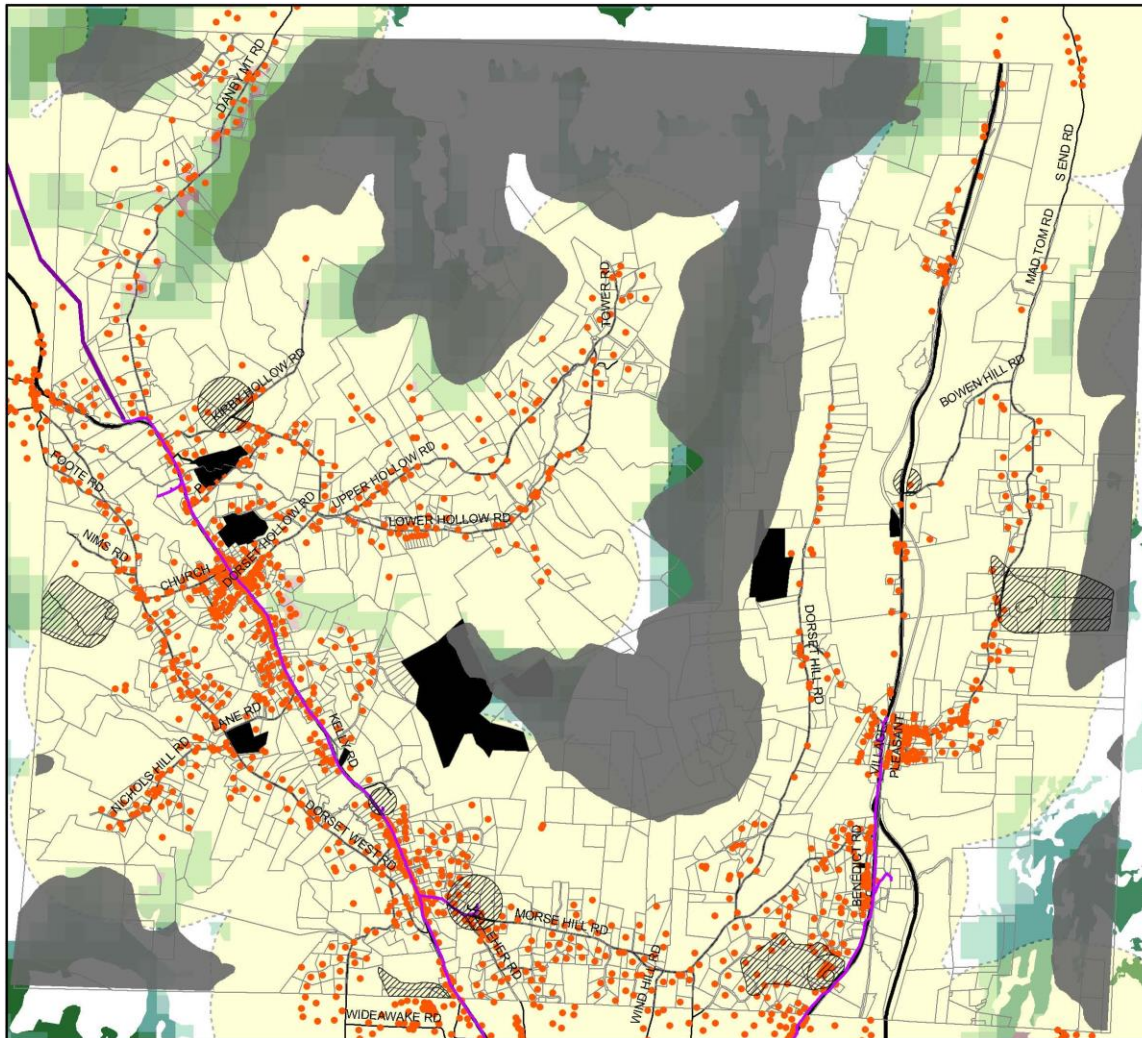 DANBY MT RD
S END RD
MAD TOM RD
TOWER RD
BOWEN HILL RD
KIRBY HOLLOW RD
FOOTE RD
UPPER HOLLOW RD
LOWER HOLLOW RD
DORSET HOLLOW RD
NIMS RD
CHURCH
DORSET HILL RD
LANE RD
KELLY RD
VILLAGE
PLEASANT
NICHOLS HILL RD
DORSET WEST RD
BENEDICT RD
MORSE HILL RD
WIND HILL RD
WIDEAWAKE RD